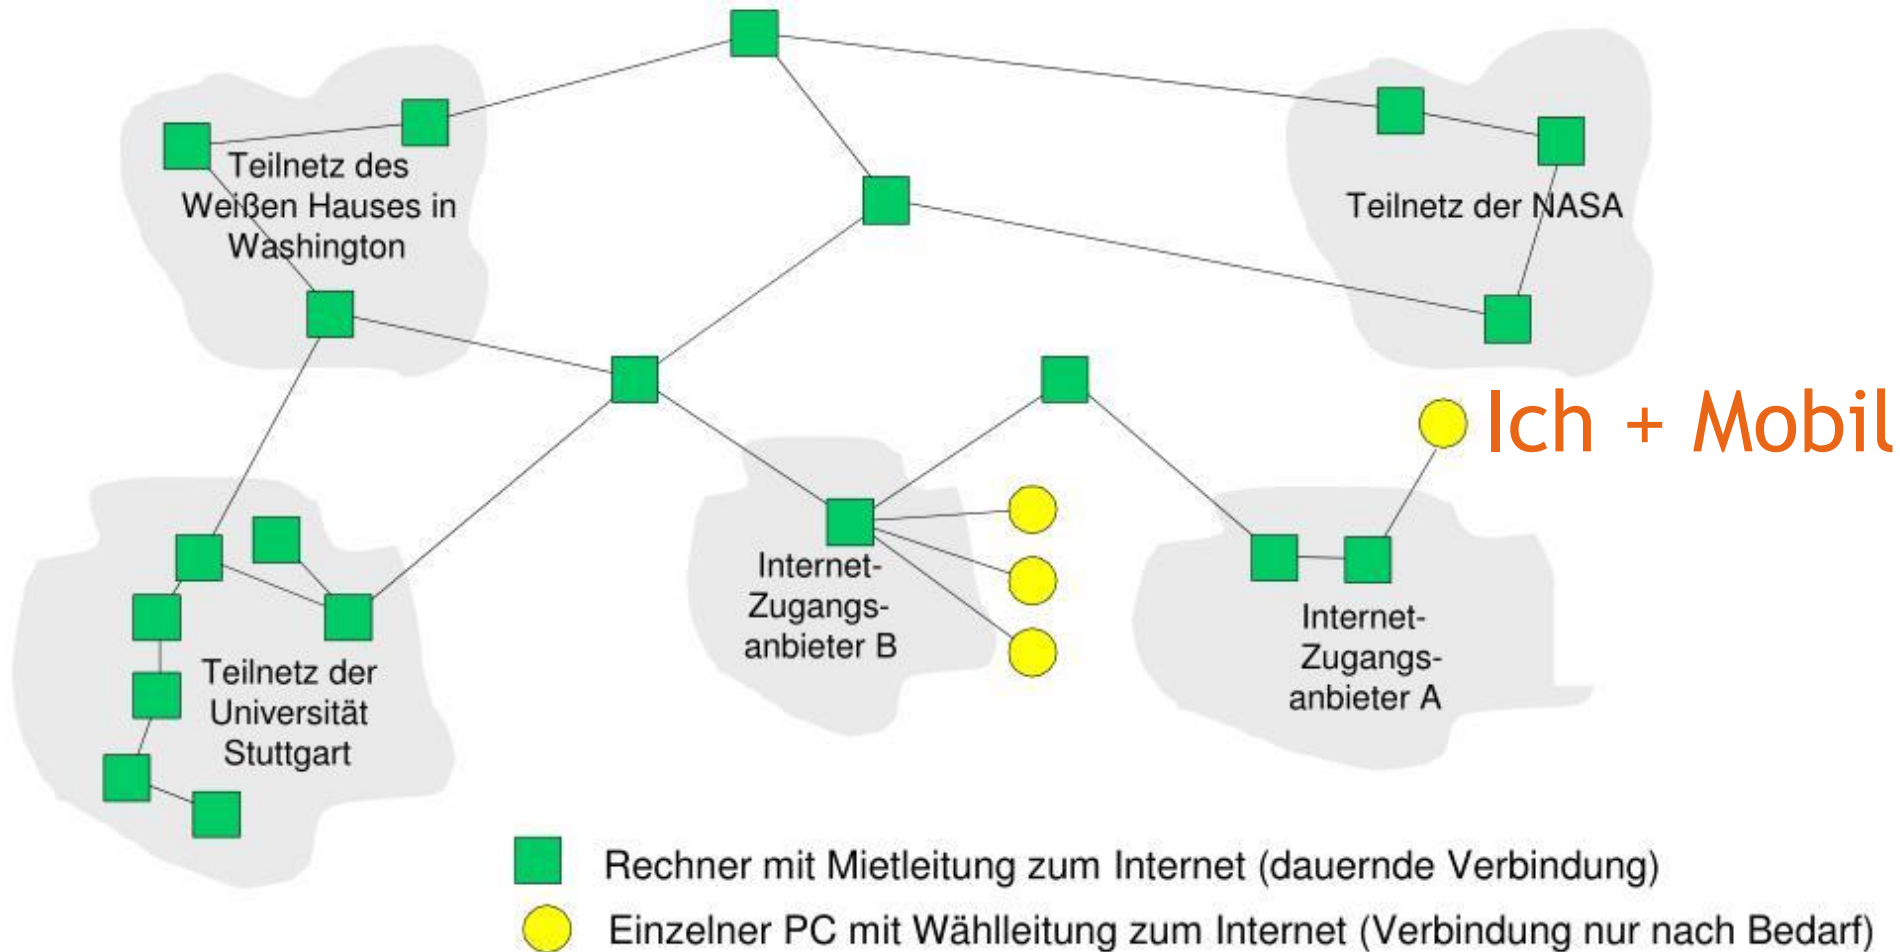 Teilnetz des
Weißen Hauses in
Washington
Teilnetz der NASA
Ich + Mobil
Internet-
Zugangs-
anbieter B
Internet-
Zugangs-
anbieter A
Teilnetz der
Universität
Stuttgart
Rechner mit Mietleitung zum Internet (dauernde Verbindung)
Einzelner PC mit Wählleitung zum Internet (Verbindung nur nach Bedarf)